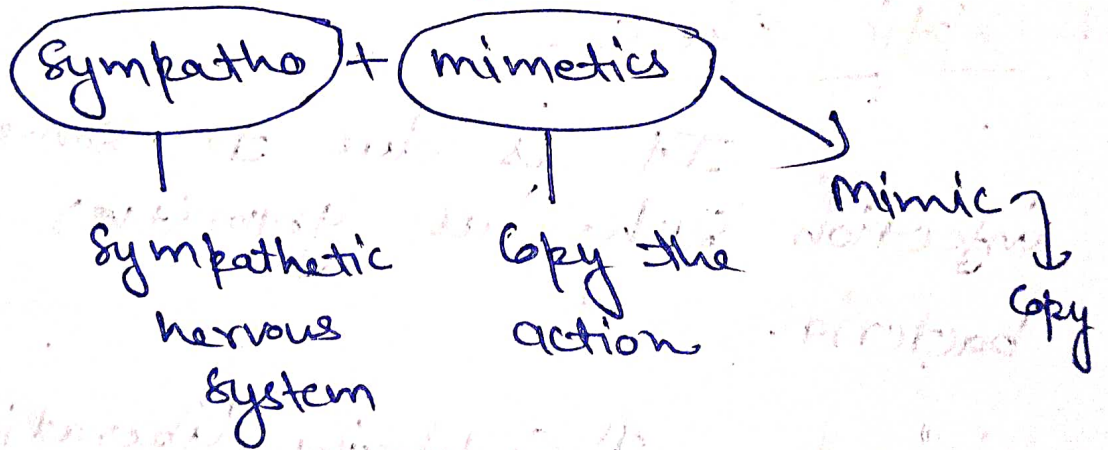 Sympatho + mimetics
mimic
Sympathetic
nervous
system
Copy the
action
Copy